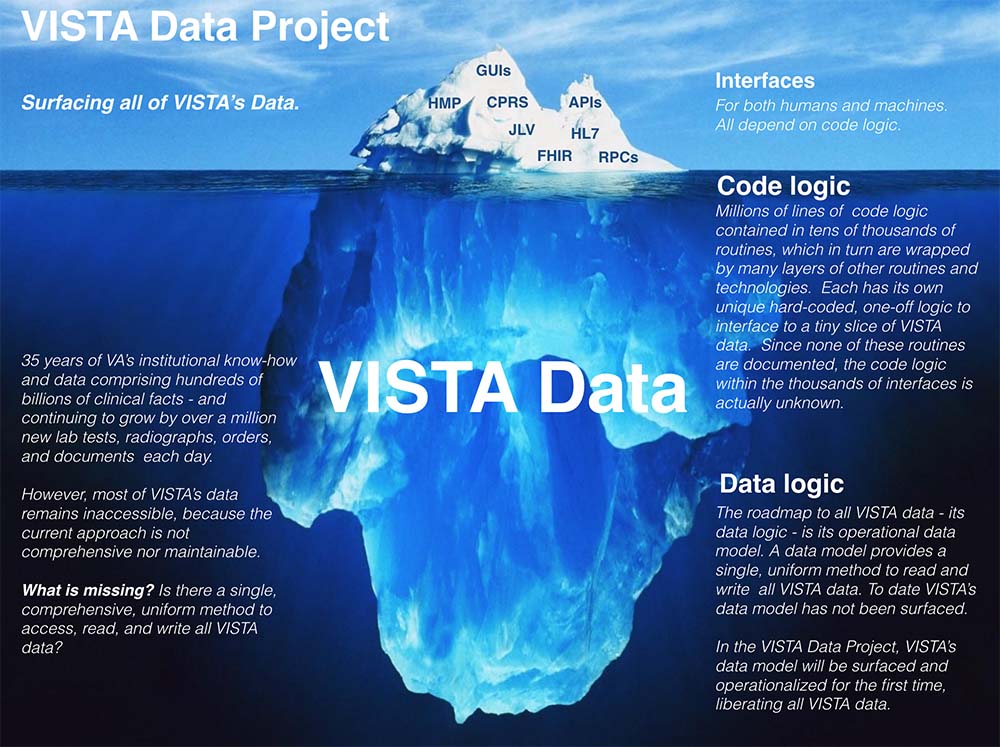 VISTA Data Project
Surfacing all of VISTA's Data.
GUIs
HMP CPRS APIs
JLV HL7
FHIR RPCs
Interfaces
For both humans and machines.
All depend on code logic.
Code logic
Millions of lines of code logic
contained in tens of thousands of
routines, which in turn are wrapped
by many layers of other routines and
technologies. Each has its own
unique hard-coded, one-off logic to
interface to a tiny slice of VISTA
data. Since none of these routines
are documented, the code logic
within the thousands of interfaces is
actually unknown.
VISTA Data
35 years of VA's institutional know-how
and data comprising hundreds of
billions of clinical facts - and
continuing to grow by over a million
new lab tests, radiographs, orders,
and documents each day.
However, most of VISTA's data
remains inaccessible, because the
current approach is not
comprehensive nor maintainable.
What is missing? Is there a single,
comprehensive, uniform method to
access, read, and write all VISTA
data?
Data logic
The roadmap to all VISTA data - its
data logic - is its operational data
model. A data model provides a
single, uniform method to read and
write all VISTA data. To date VISTA's
data model has not been surfaced.
In the VISTA Data Project, VISTA's
data model will be surfaced and
operationalized for the first time,
liberating all VISTA data.